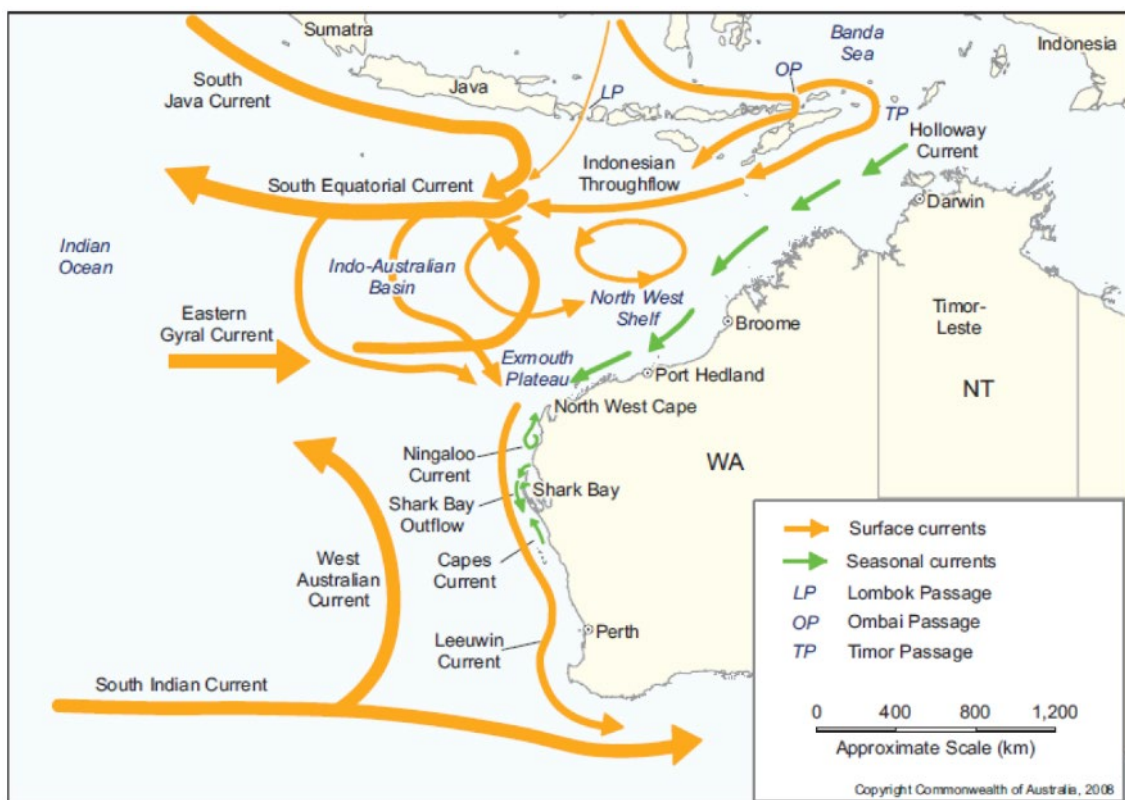 Sumatra
Banda
Sea
Indonesia
South
Java Current
Java
LP
OP
TP
Holloway
Current
Indonesian
Throughflow
South Equatorial Current
Darwin
Indian
Ocean
Indo-Australian
Basin
North West
Shelf
Broome
Timor-
Leste
Eastern
Gyral Current
Exmouth
Plateau
Port Hedland
NT
North West Cape
Ningaloo
Current
WA
Shark Bay
Shark Bay
Outflow
Capes
Current
West
Australian
Current
Leeuwin
Current
Perth
South Indian Current
Surface currents
Seasonal currents
LP Lombok Passage
OP Ombai Passage
TP Timor Passage
0 400 800 1,200
Approximate Scale (km)
Copyright Commonwealth of Australia, 2008